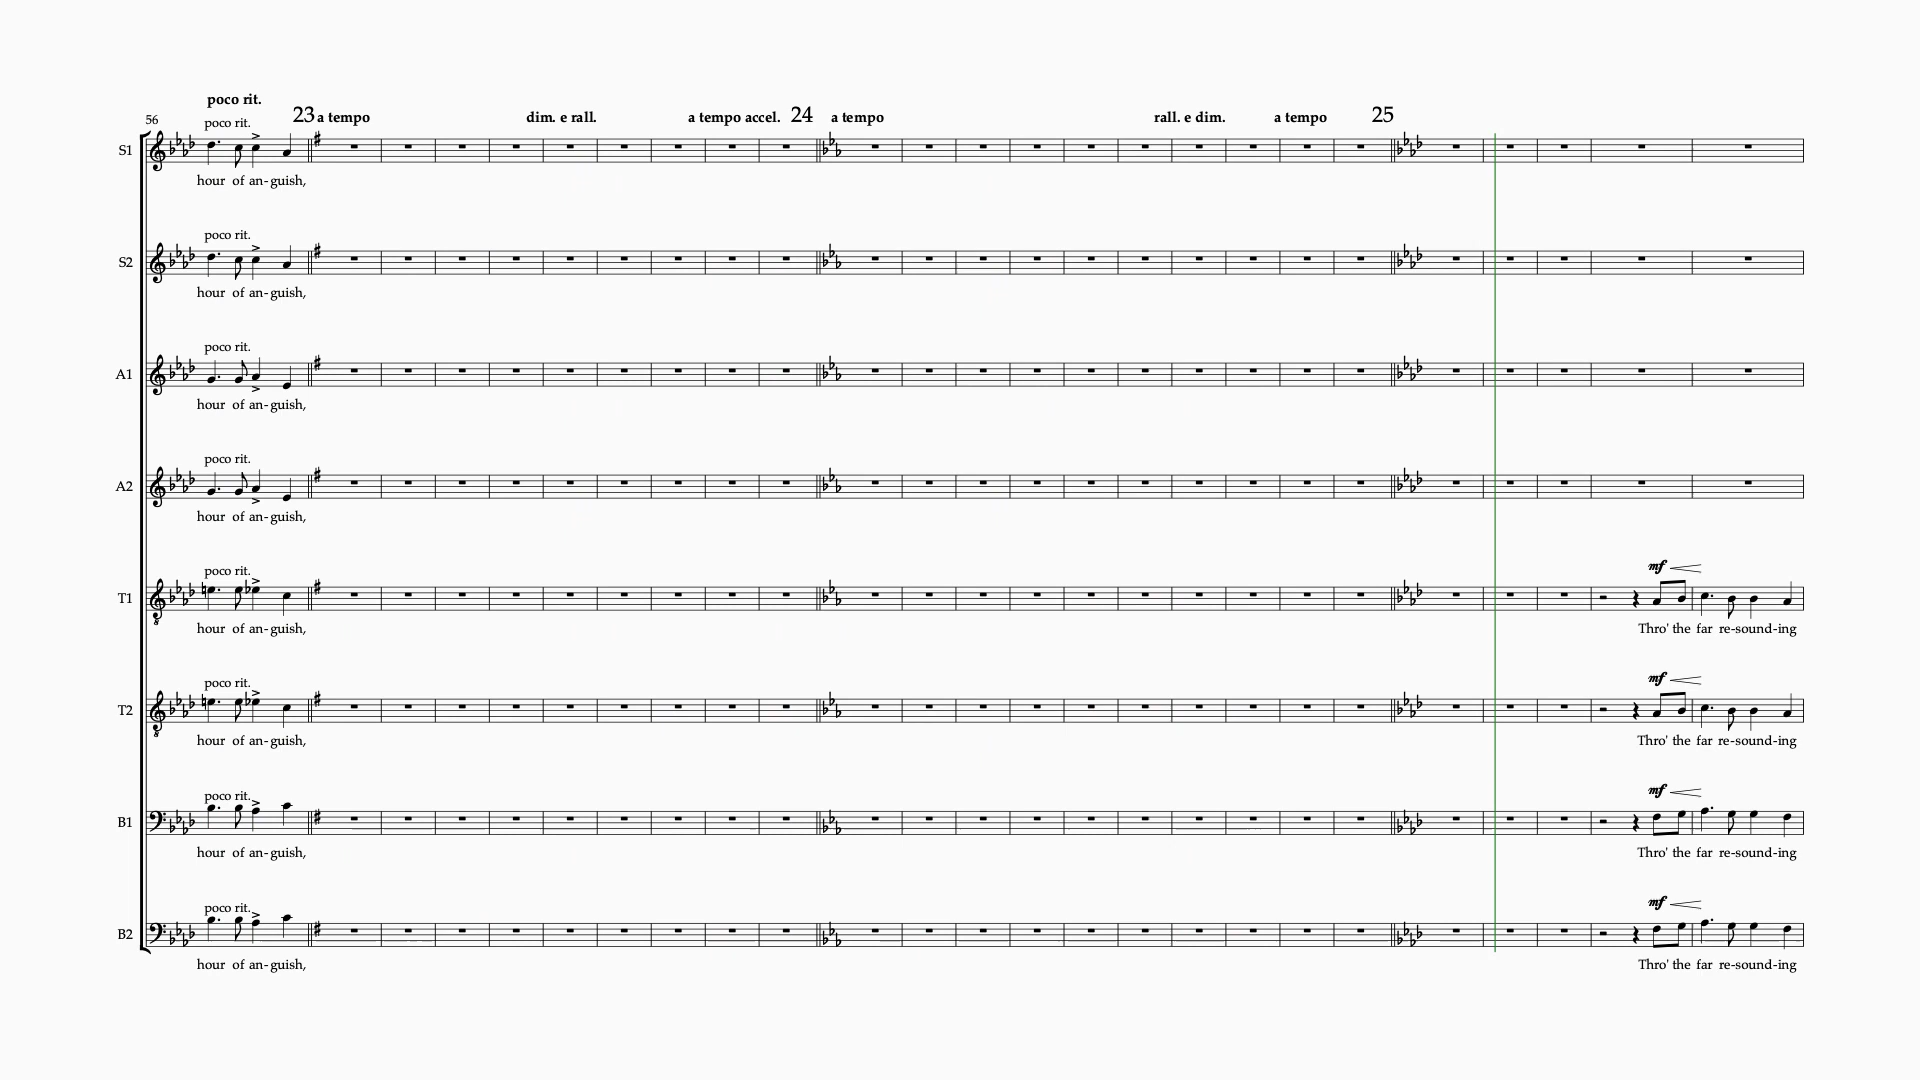 poco rit.
56 poco rit. 23 a tempo dim. e rall. a tempo accel. 24 a tempo rall. e dim. a tempo 25
S1
hour of an-guish,
poco rit.
S2
hour of an-guish,
poco rit.
A1
hour of an-guish,
poco rit.
A2
hour of an-guish,
poco rit. mf
T1
hour of an-guish, Thro' the far re-sound-ing
poco rit. mf
T2
hour of an-guish, Thro' the far re-sound-ing
poco rit. mf
B1
hour of an-guish, Thro' the far re-sound-ing
poco rit. mf
B2
hour of an-guish, Thro' the far re-sound-ing